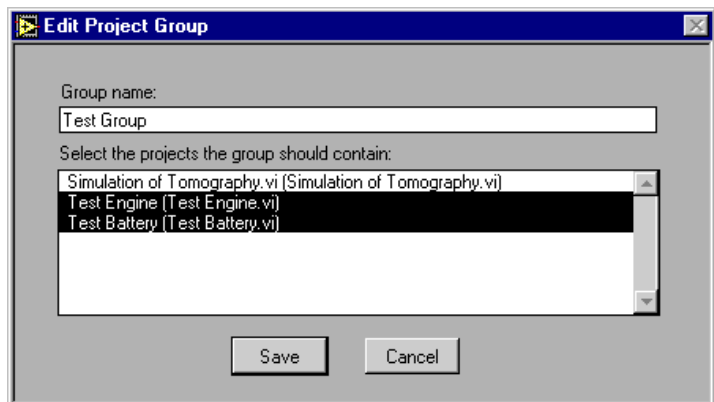 Edit Project Group
Group name:
Test Group
Select the projects the group should contain:
Simulation of Tomography.vi (Simulation of Tomography.vi)
Test Engine (Test Engine.vi)
Test Battery (Test Battery.vi)
Save
Cancel